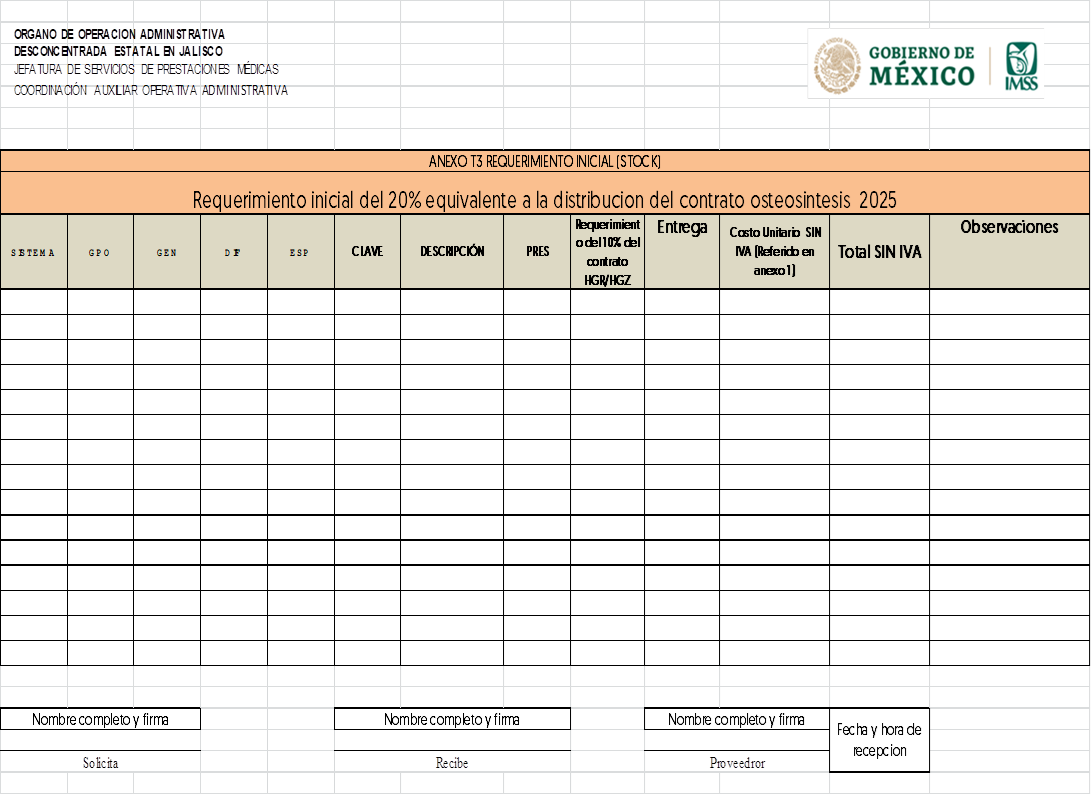 ORGANO DE OPERACION ADMINISTRATIVA
DESCONCENTRADA ESTATAL EN JALISCO
JEFATURA DE SERVICIOS DE PRESTACIONES MÉDICAS
COORDINACIÓN AUXILIAR OPERATIVA ADMINISTRATIVA
GOBIERNO DE
MÉXICO
IMSS
ANEXO T3 REQUERIMIENTO INICIAL (STOCK)
Requerimiento inicial del 20% equivalente a la distribucion del contrato osteosintesis 2025
SISTEMA
GPO
GEN
DIF
ESP
CLAVE
DESCRIPCIÓN
PRES
Requerimient
o del 10% del
contrato
HGR/HGZ
Entrega
Costo Unitario SIN
IVA (Referido en
anexo 1)
Total SIN IVA
Observaciones
Nombre completo y firma
Solicita
Nombre completo y firma
Recibe
Nombre completo y firma
Proveedror
Fecha y hora de
recepcion